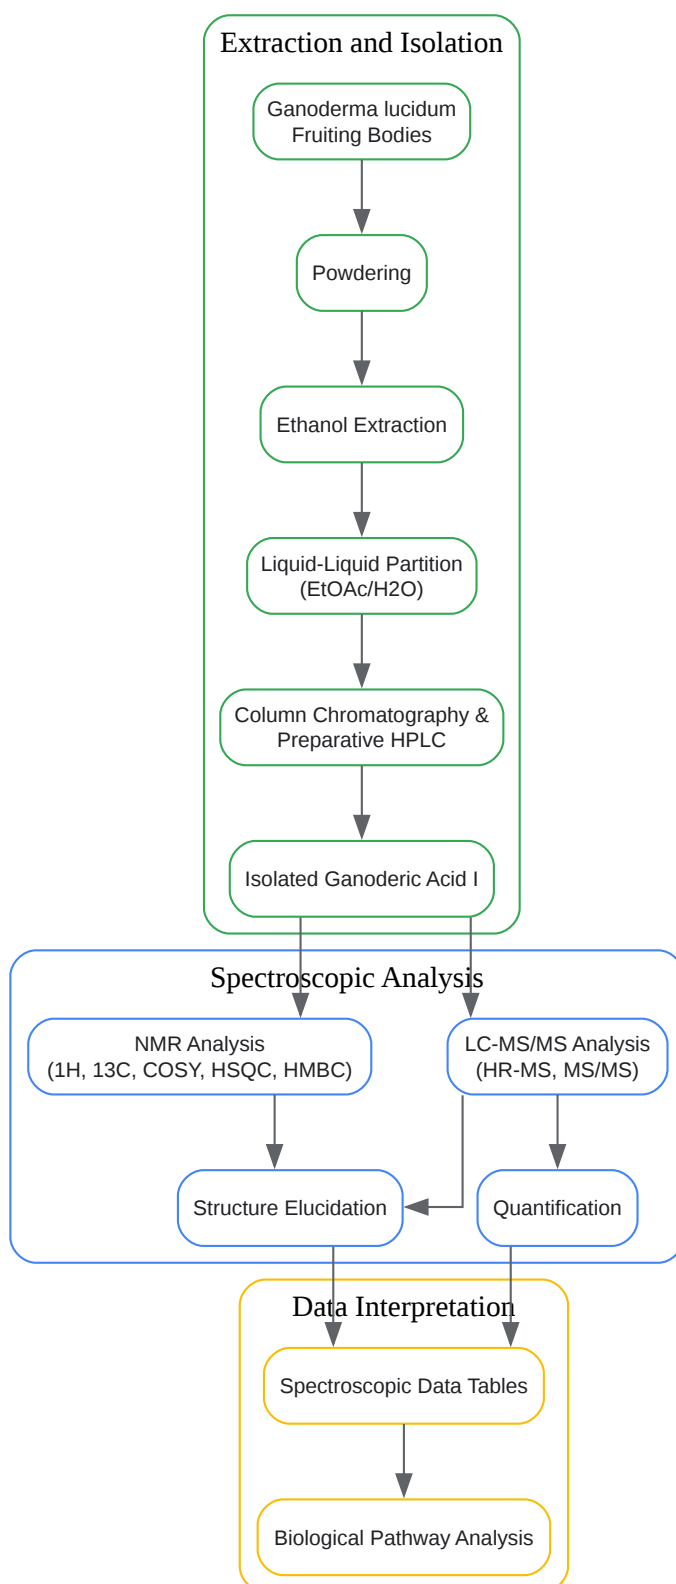 Extraction and Isolation
Ganoderma lucidum
Fruiting Bodies
Powdering
Ethanol Extraction
Liquid-Liquid Partition
(EtOAc/H2O)
Column Chromatography &
Preparative HPLC
Isolated Ganoderic Acid I
Spectroscopic Analysis
NMR Analysis
(1H, 13C, COSY, HSQC, HMBC)
LC-MS/MS Analysis
(HR-MS, MS/MS)
Structure Elucidation
Quantification
Data Interpretation
Spectroscopic Data Tables
Biological Pathway Analysis